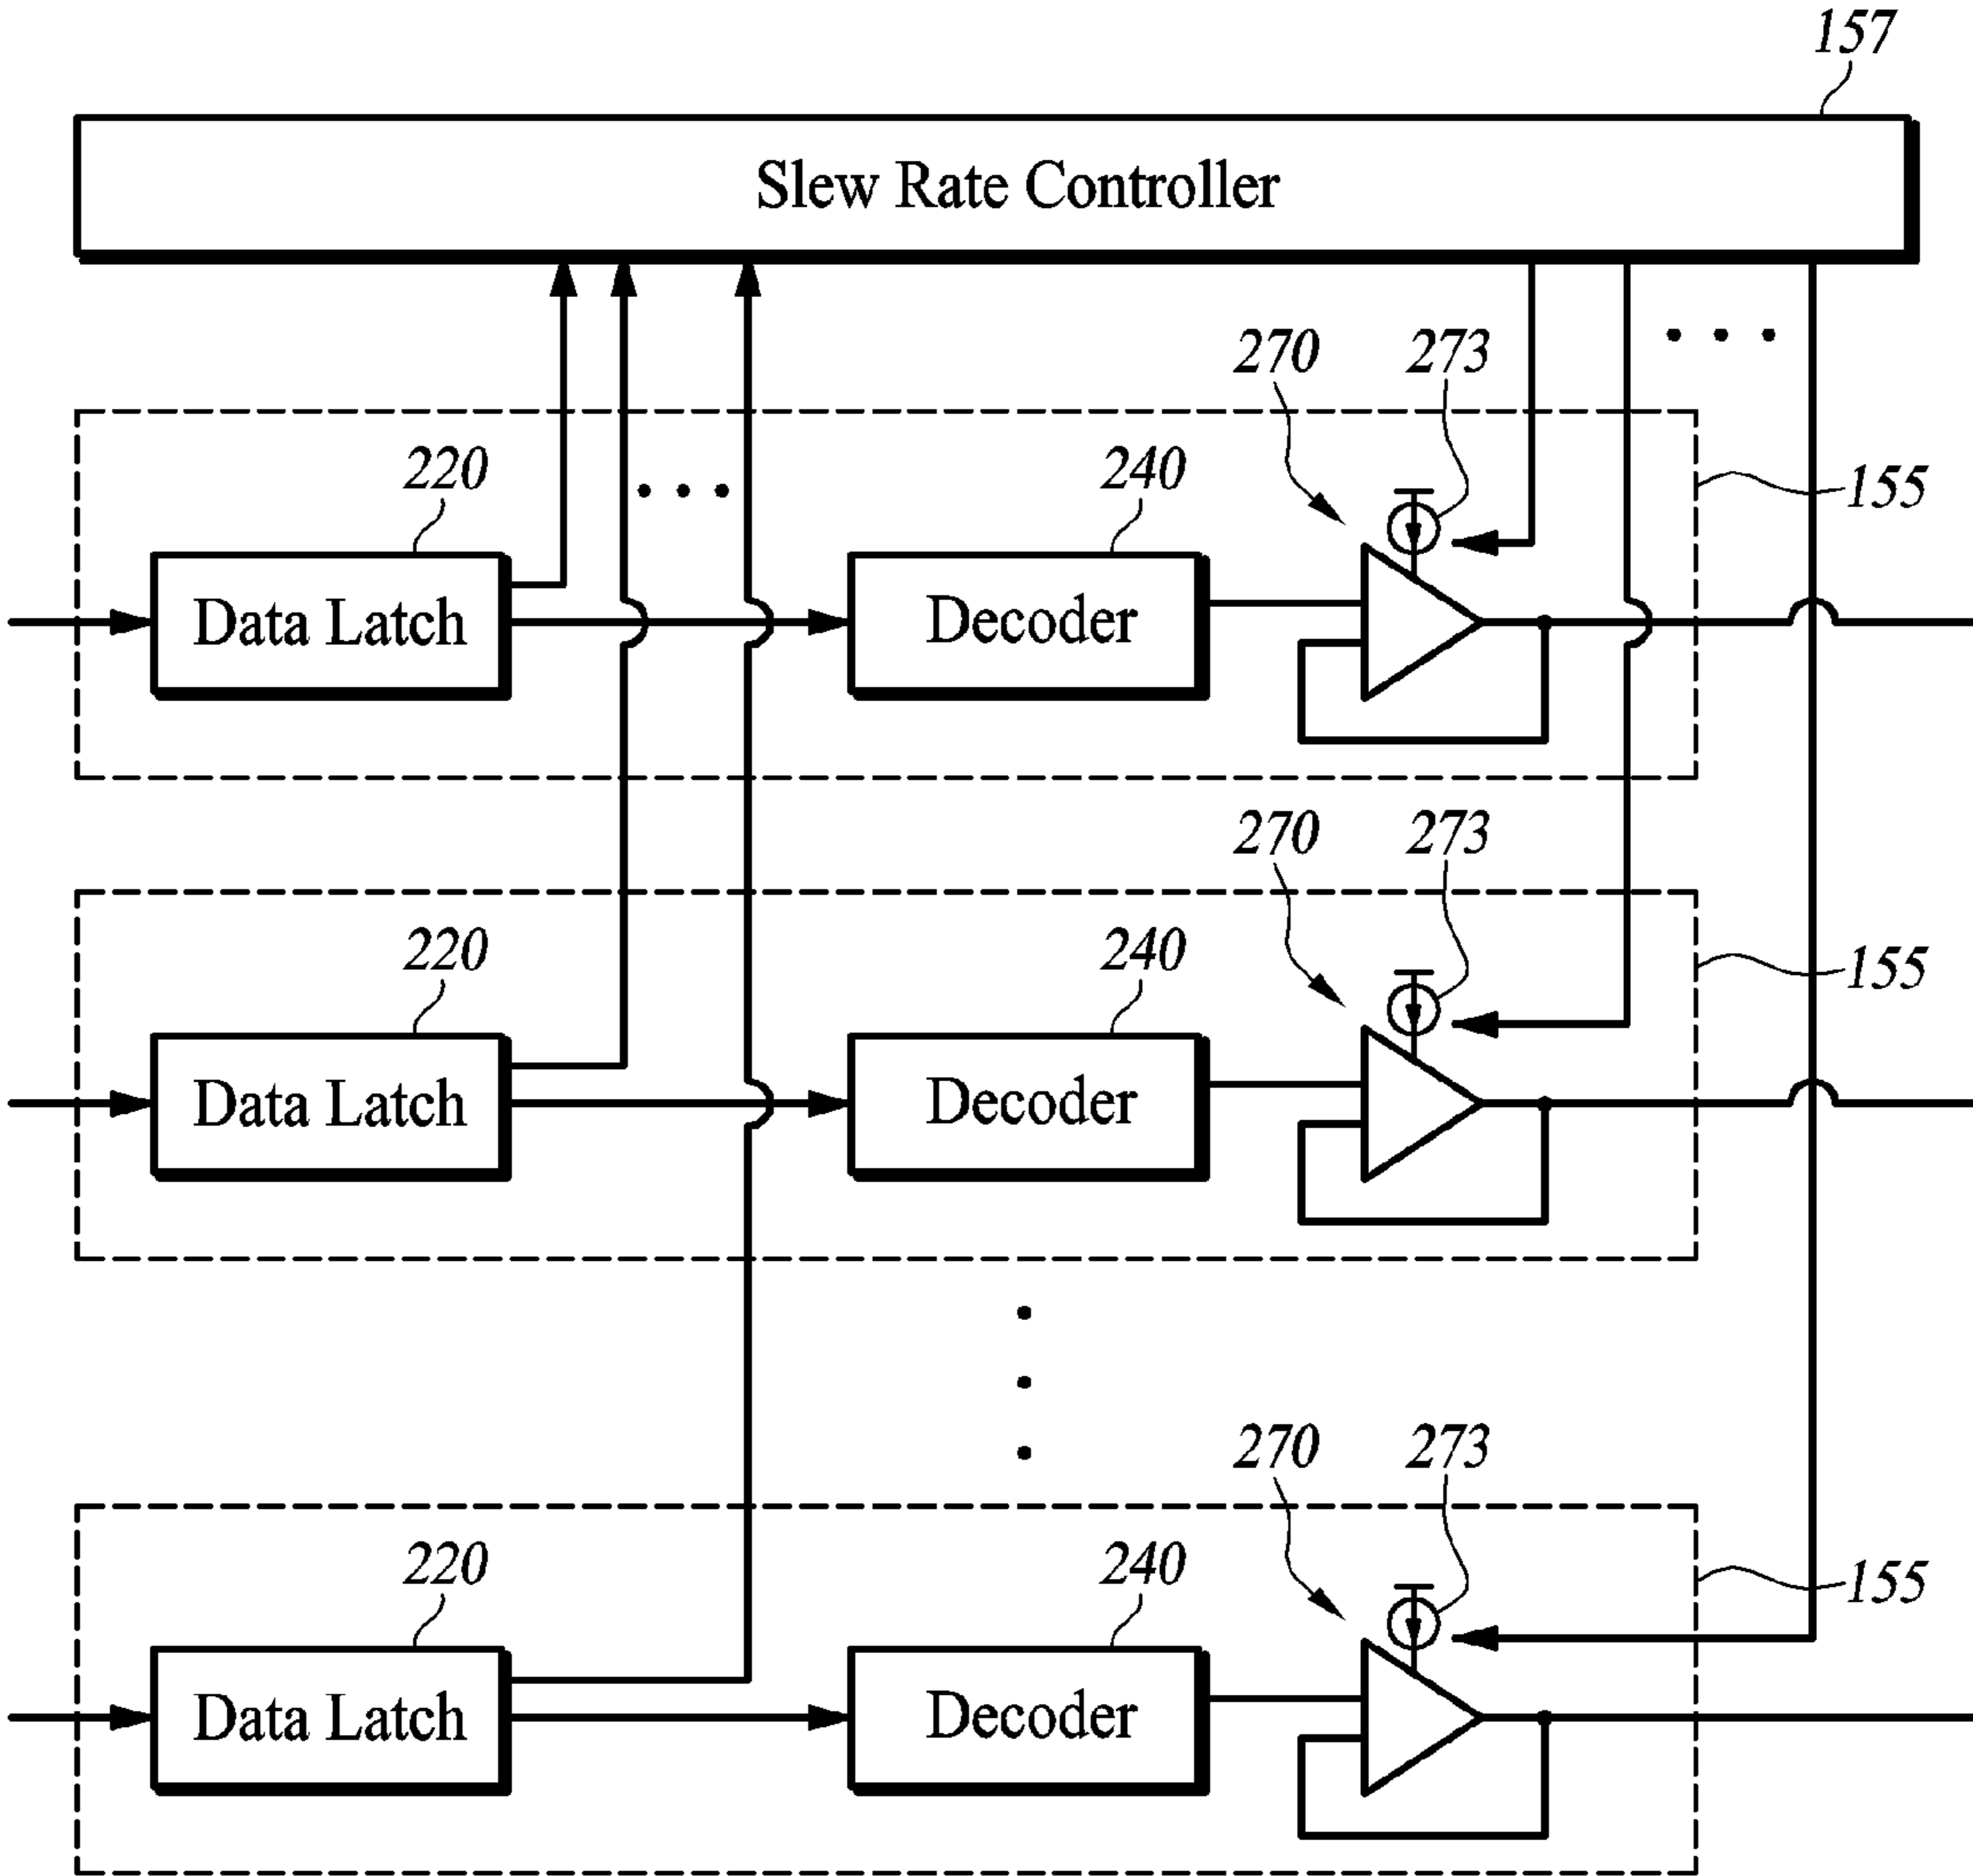 157
Slew Rate Controller
270 273
220 240 155
Data Latch Decoder
270 273
220 240 155
Data Latch Decoder
270 273
220 240 155
Data Latch Decoder